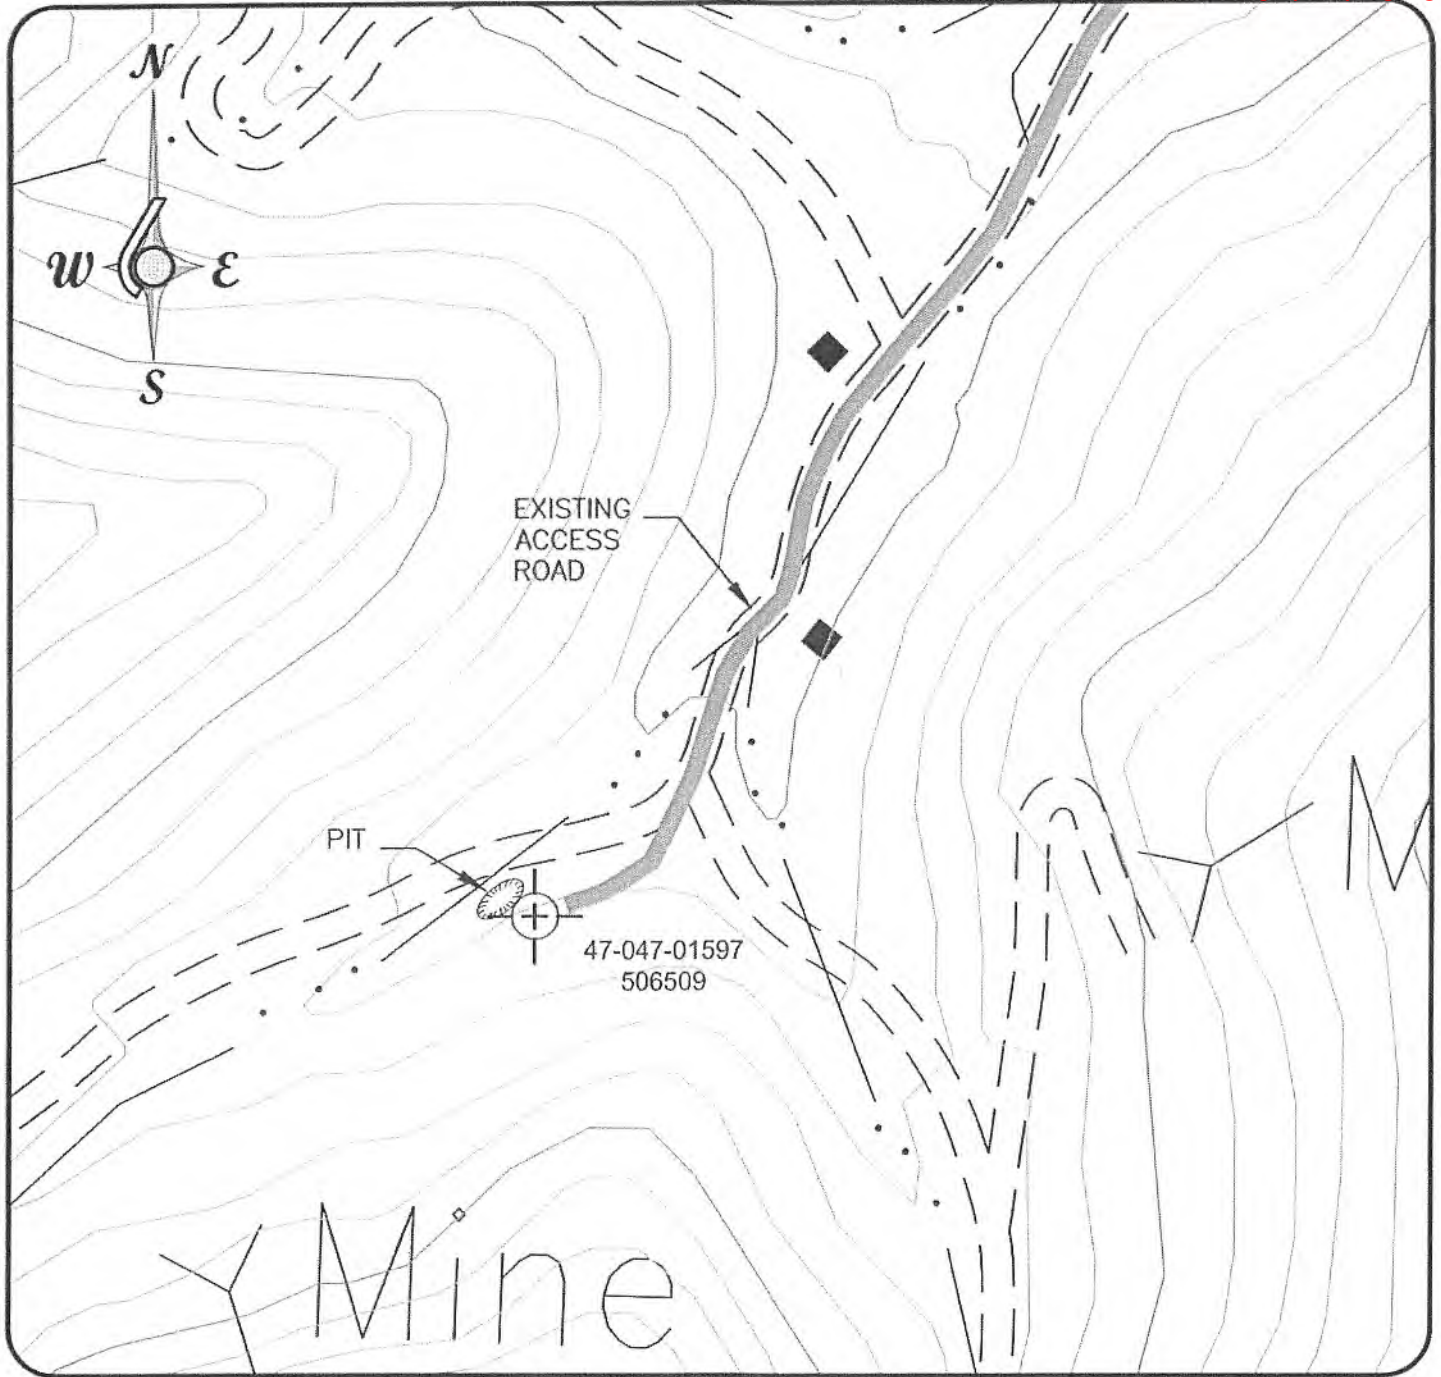 N
W E
S
EXISTING
ACCESS
ROAD
M
PIT
47-047-01597
506509
Mine